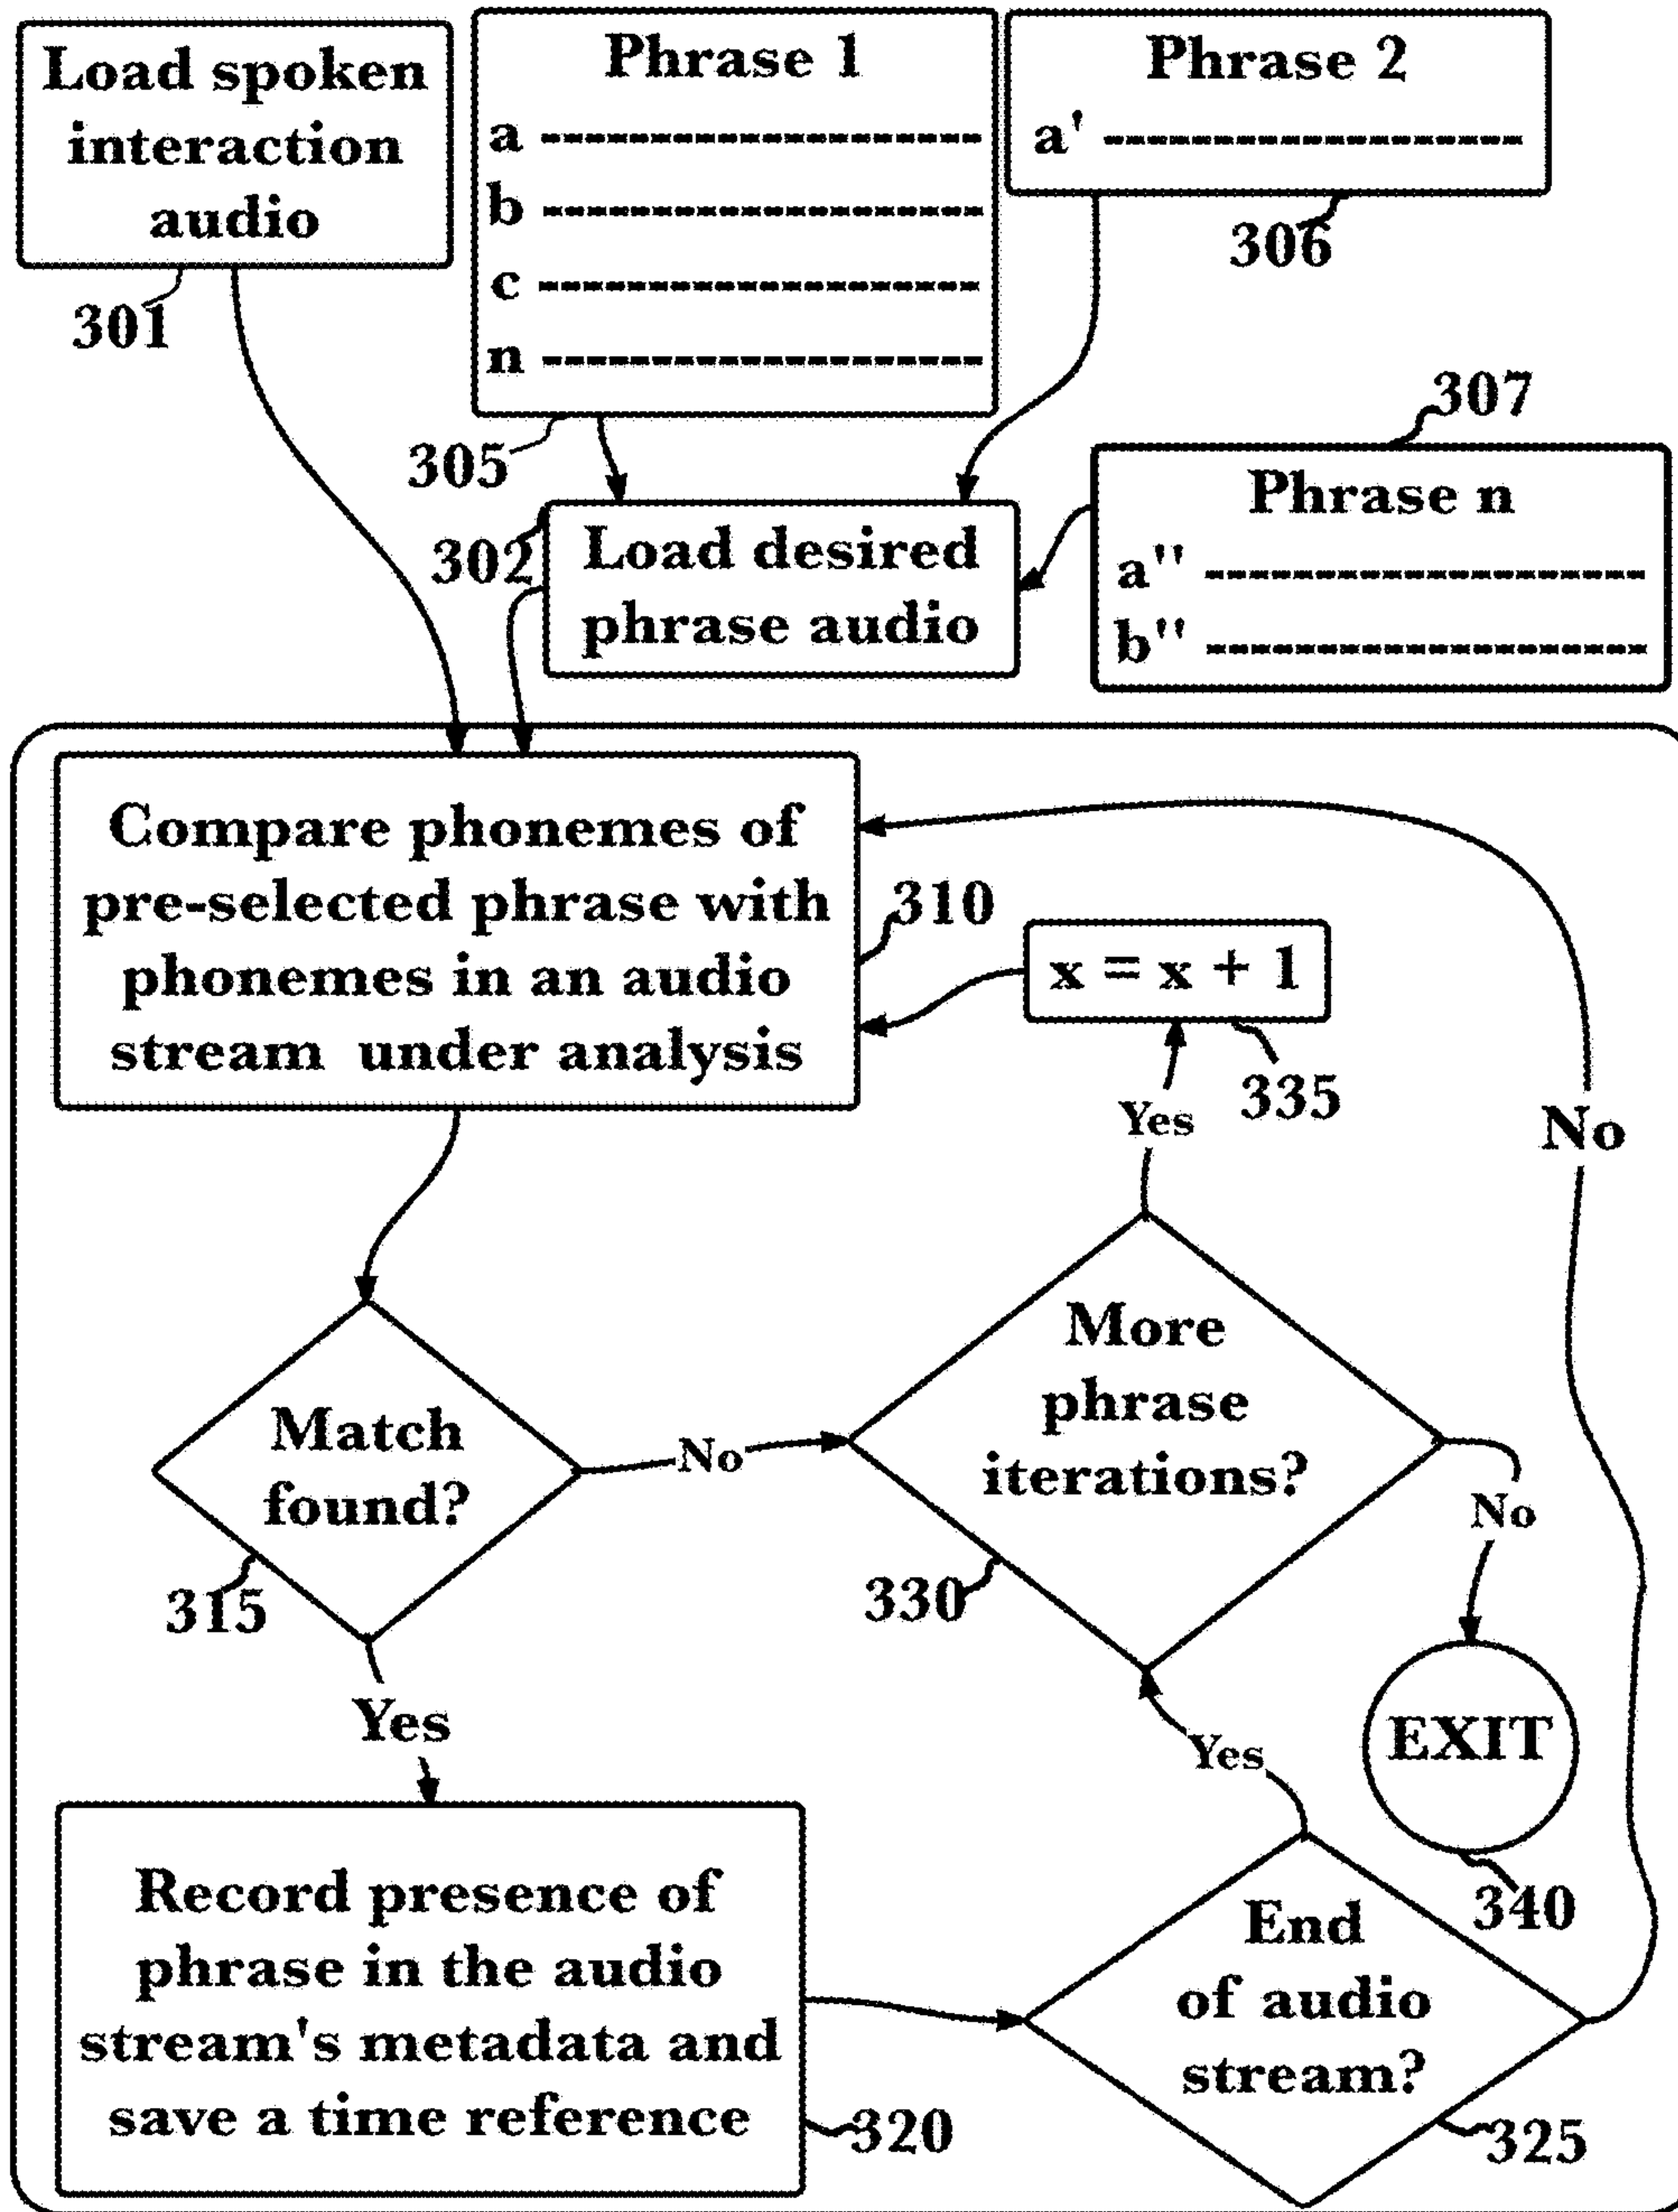 Load spoken
interaction
audio
301
Phrase 1
a
b
c
n
305
Phrase 2
a'
306
307
Phrase n
a''
b''
302
Load desired
phrase audio
Compare phonemes of
pre-selected phrase with
phonemes in an audio
stream under analysis
310
x = x + 1
335
Yes
No
More
phrase
iterations?
330
No
Match
found?
315
No
Yes
EXIT
340
Yes
Record presence of
phrase in the audio
stream's metadata and
save a time reference
320
End
of audio
stream?
325